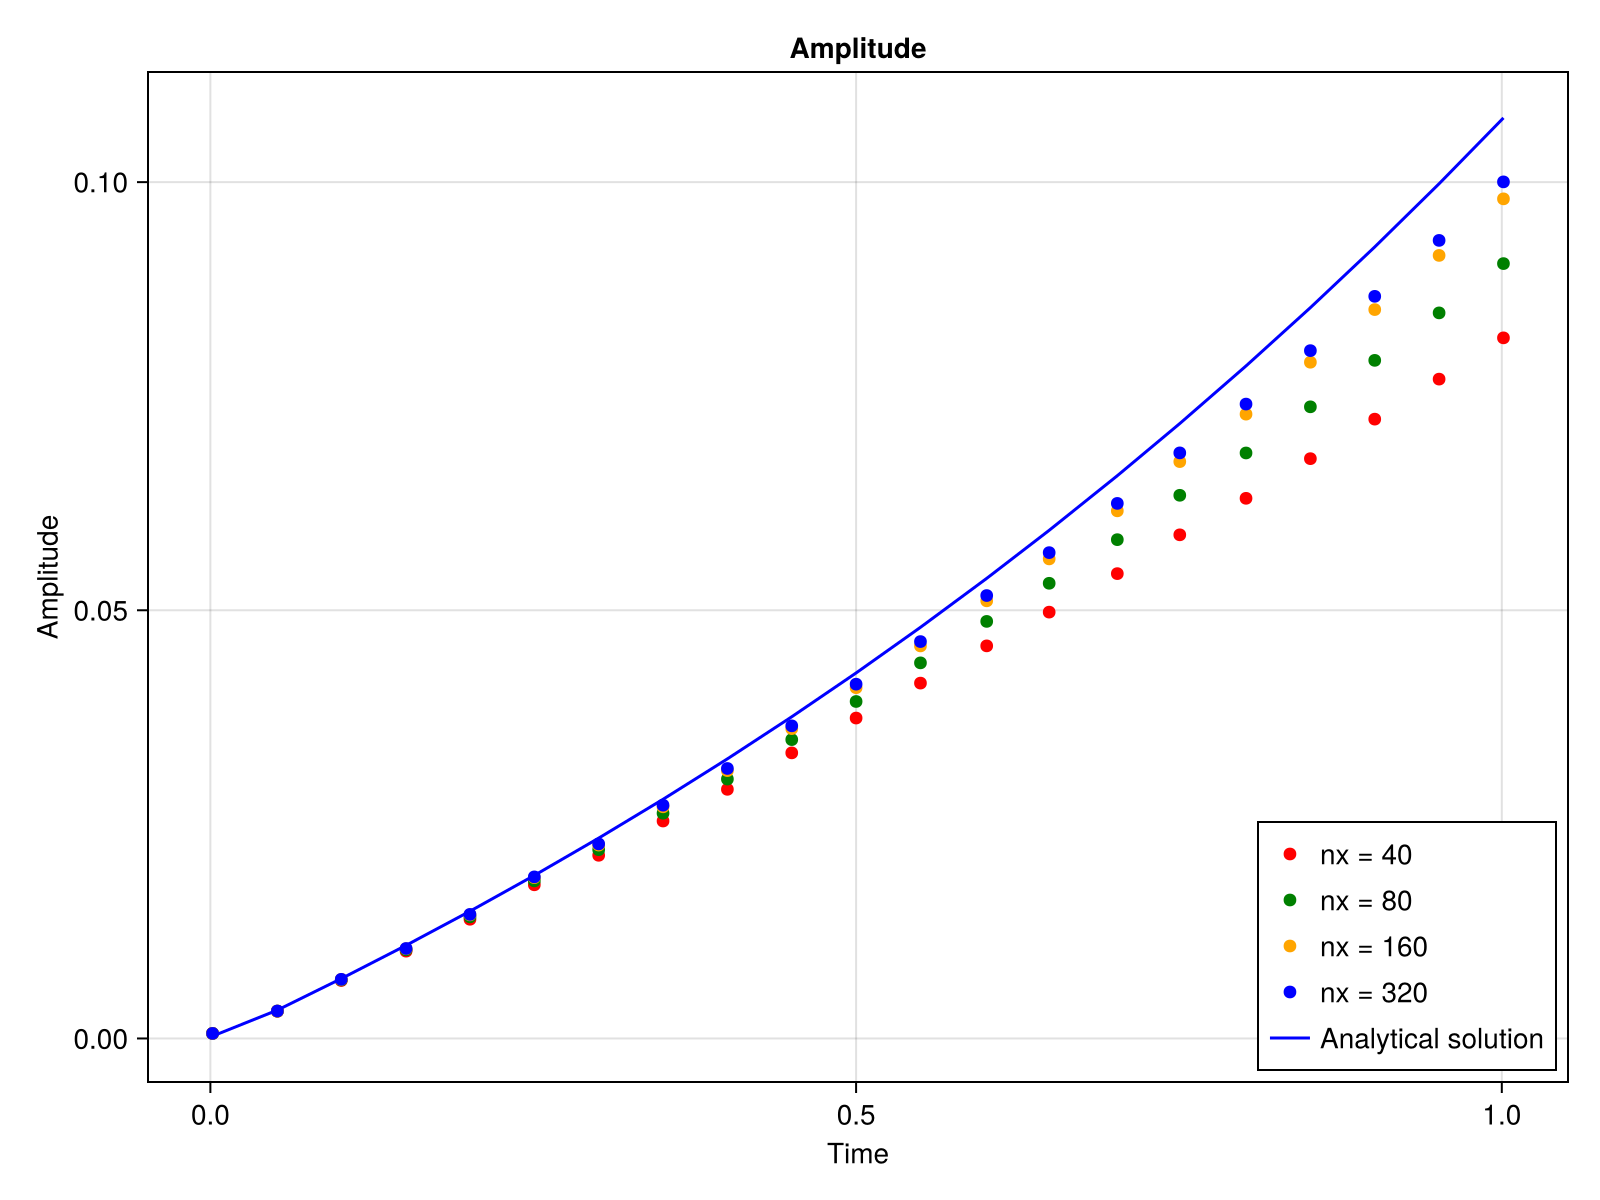 Amplitude
0.10
0.05
0.00
Amplitude
0.0
0.5
1.0
Time
nx = 40
nx = 80
nx = 160
nx = 320
Analytical solution